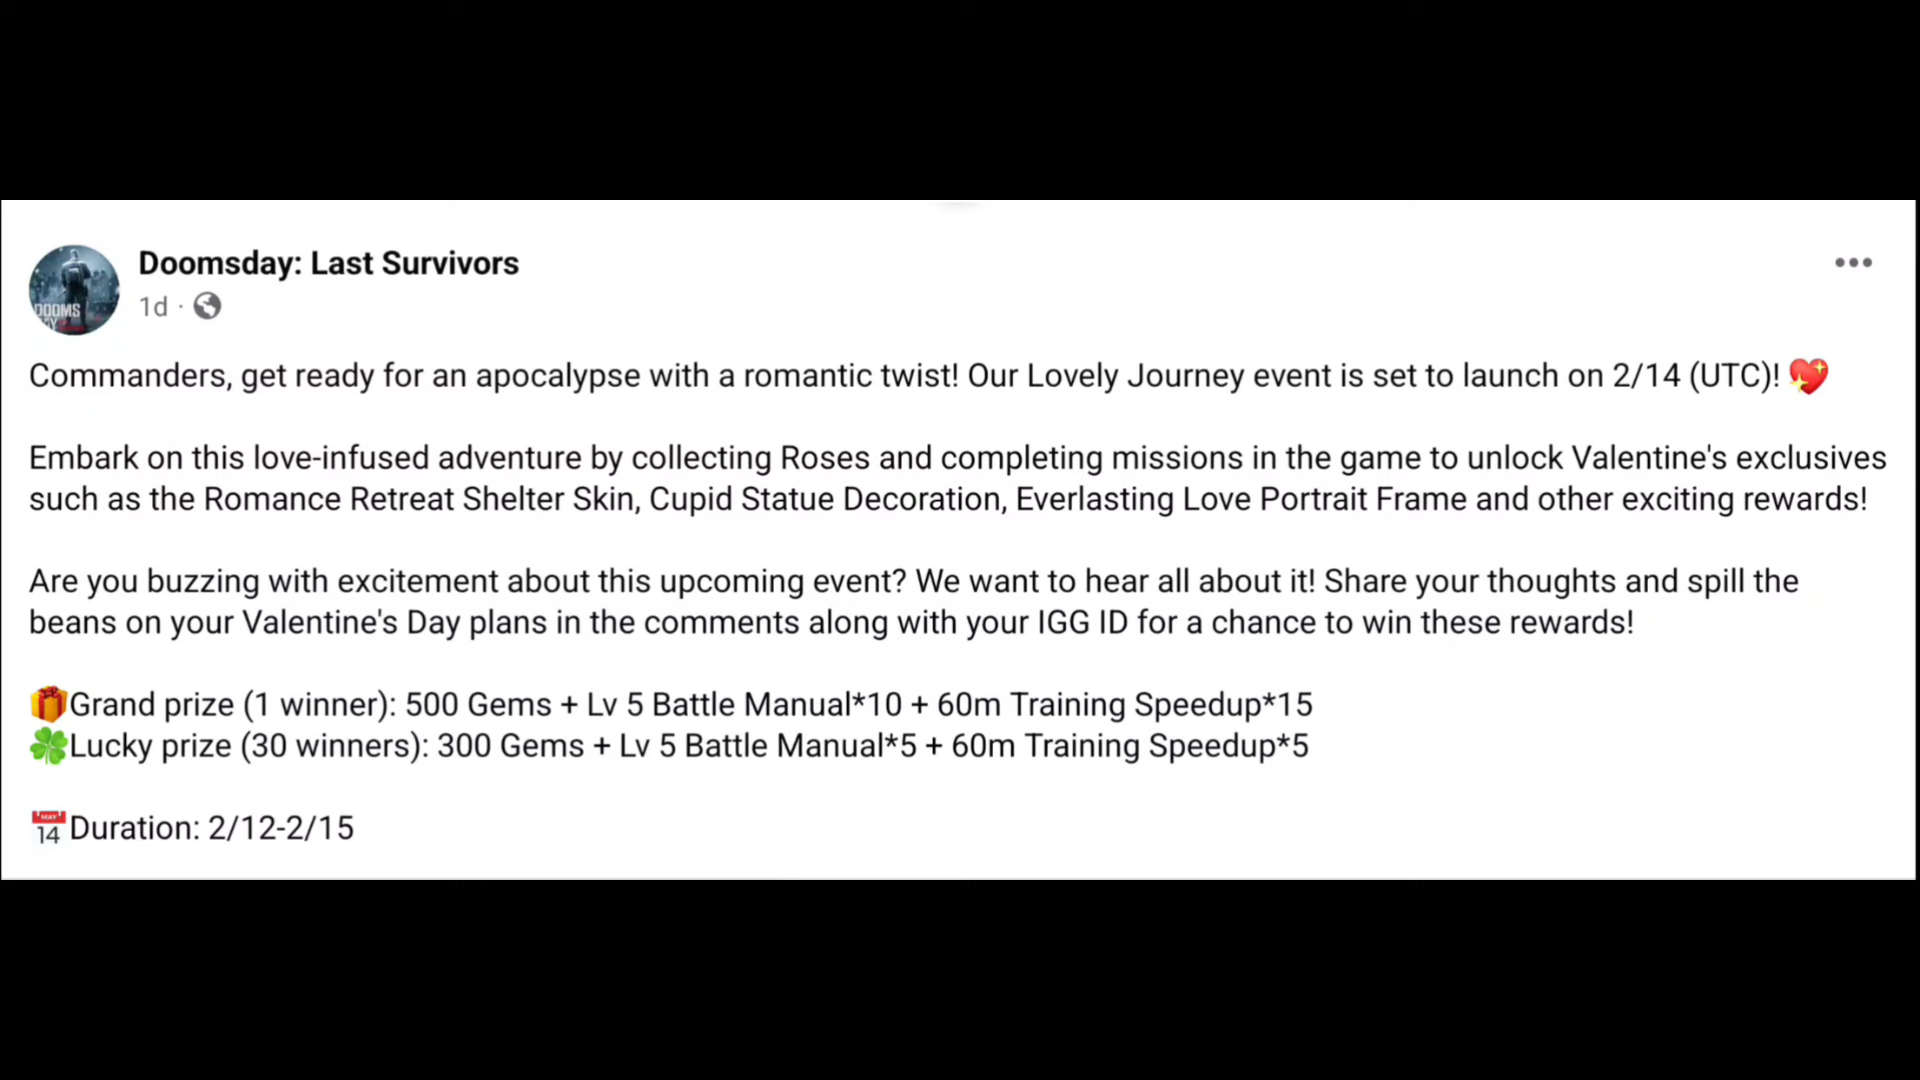 Doomsday: Last Survivors
1d ·
Commanders, get ready for an apocalypse with a romantic twist! Our Lovely Journey event is set to launch on 2/14 (UTC)! 💖
Embark on this love-infused adventure by collecting Roses and completing missions in the game to unlock Valentine's exclusives
such as the Romance Retreat Shelter Skin, Cupid Statue Decoration, Everlasting Love Portrait Frame and other exciting rewards!
Are you buzzing with excitement about this upcoming event? We want to hear all about it! Share your thoughts and spill the
beans on your Valentine's Day plans in the comments along with your IGG ID for a chance to win these rewards!
🎁Grand prize (1 winner): 500 Gems + Lv 5 Battle Manual*10 + 60m Training Speedup*15
🍀Lucky prize (30 winners): 300 Gems + Lv 5 Battle Manual*5 + 60m Training Speedup*5
📅Duration: 2/12-2/15